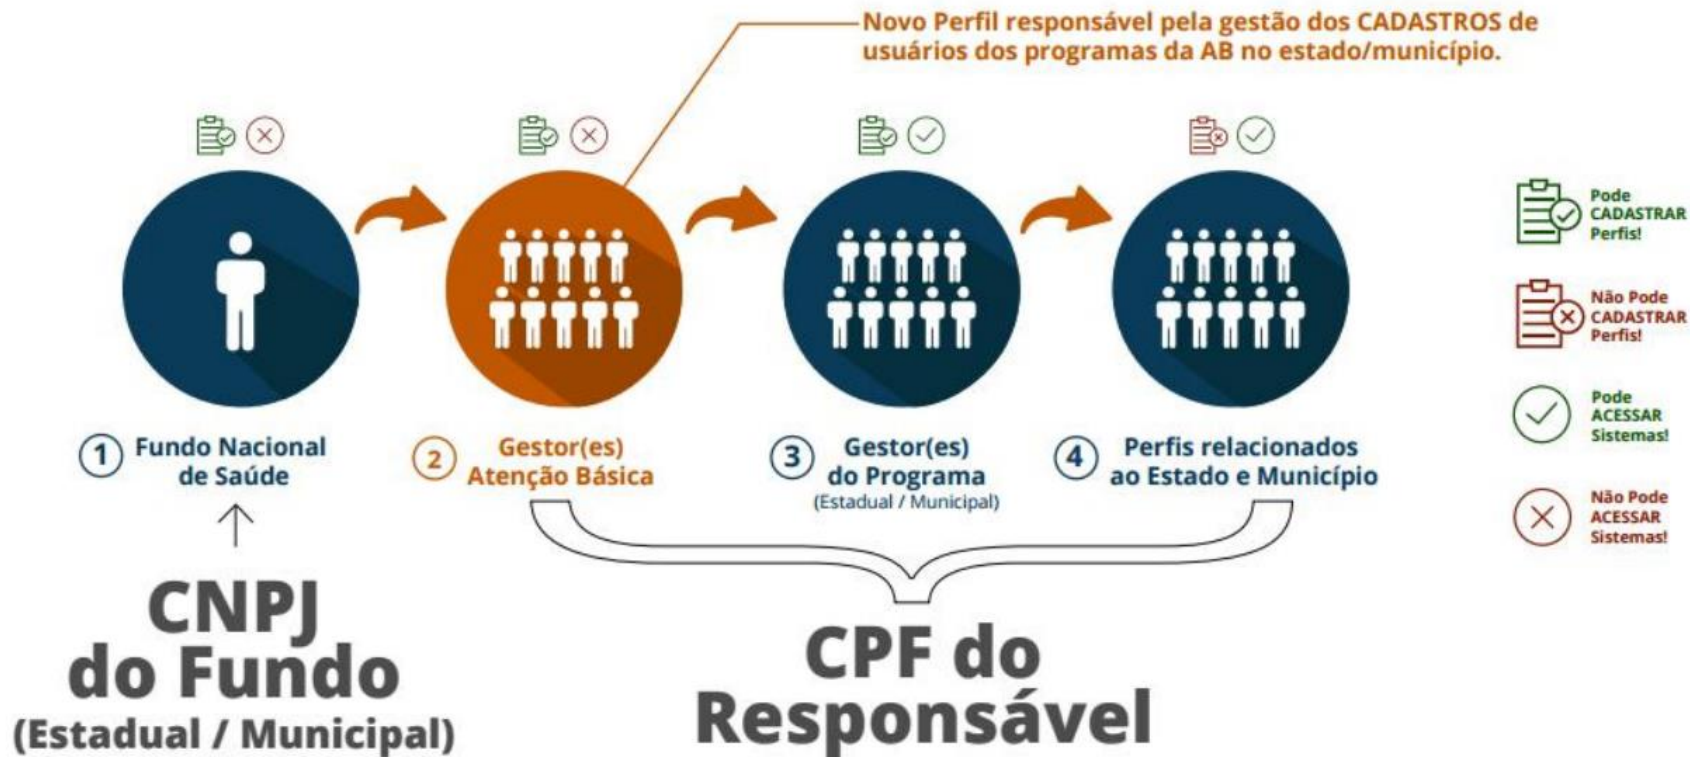 Novo Perfil responsável pela gestão dos CADASTROS de
usuários dos programas da AB no estado/município.
1 Fundo Nacional
de Saúde
2 Gestor(es)
Atenção Básica
3 Gestor(es)
do Programa
(Estadual / Municipal)
4 Perfis relacionados
ao Estado e Município
CNPJ
do Fundo
(Estadual / Municipal)
CPF do
Responsável
Pode
CADASTRAR
Perfis!
Não Pode
CADASTRAR
Perfis!
Pode
ACESSAR
Sistemas!
Não Pode
ACESSAR
Sistemas!